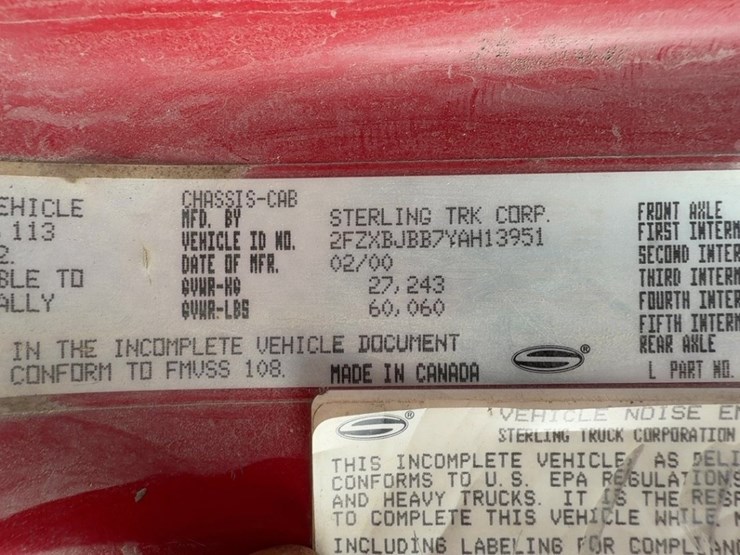 EHICLE
113
2.
BLE TO
ALLY
CHASSIS-CAB
MFD. BY STERLING TRK CORP.
VEHICLE ID NO. 2FZXBJBB7YAH13951
DATE OF MFR. 02/00
GVWR-KG 27,243
GVWR-LBS 60,060
IN THE INCOMPLETE VEHICLE DOCUMENT
CONFORM TO FMVSS 108. MADE IN CANADA
®
FRONT AXLE
FIRST INTERM
SECOND INTER
THIRD INTERM
FOURTH INTER
FIFTH INTERM
REAR AXLE
L PART NO.
®
VEHICLE NOISE EM
STERLING TRUCK CORPORATION
THIS INCOMPLETE VEHICLE, AS DELI
CONFORMS TO U.S. EPA REGULATIONS
AND HEAVY TRUCKS. IT IS THE RESP
TO COMPLETE THIS VEHICLE WHILE M
INCLUDING LABELING FOR COMPLIANC